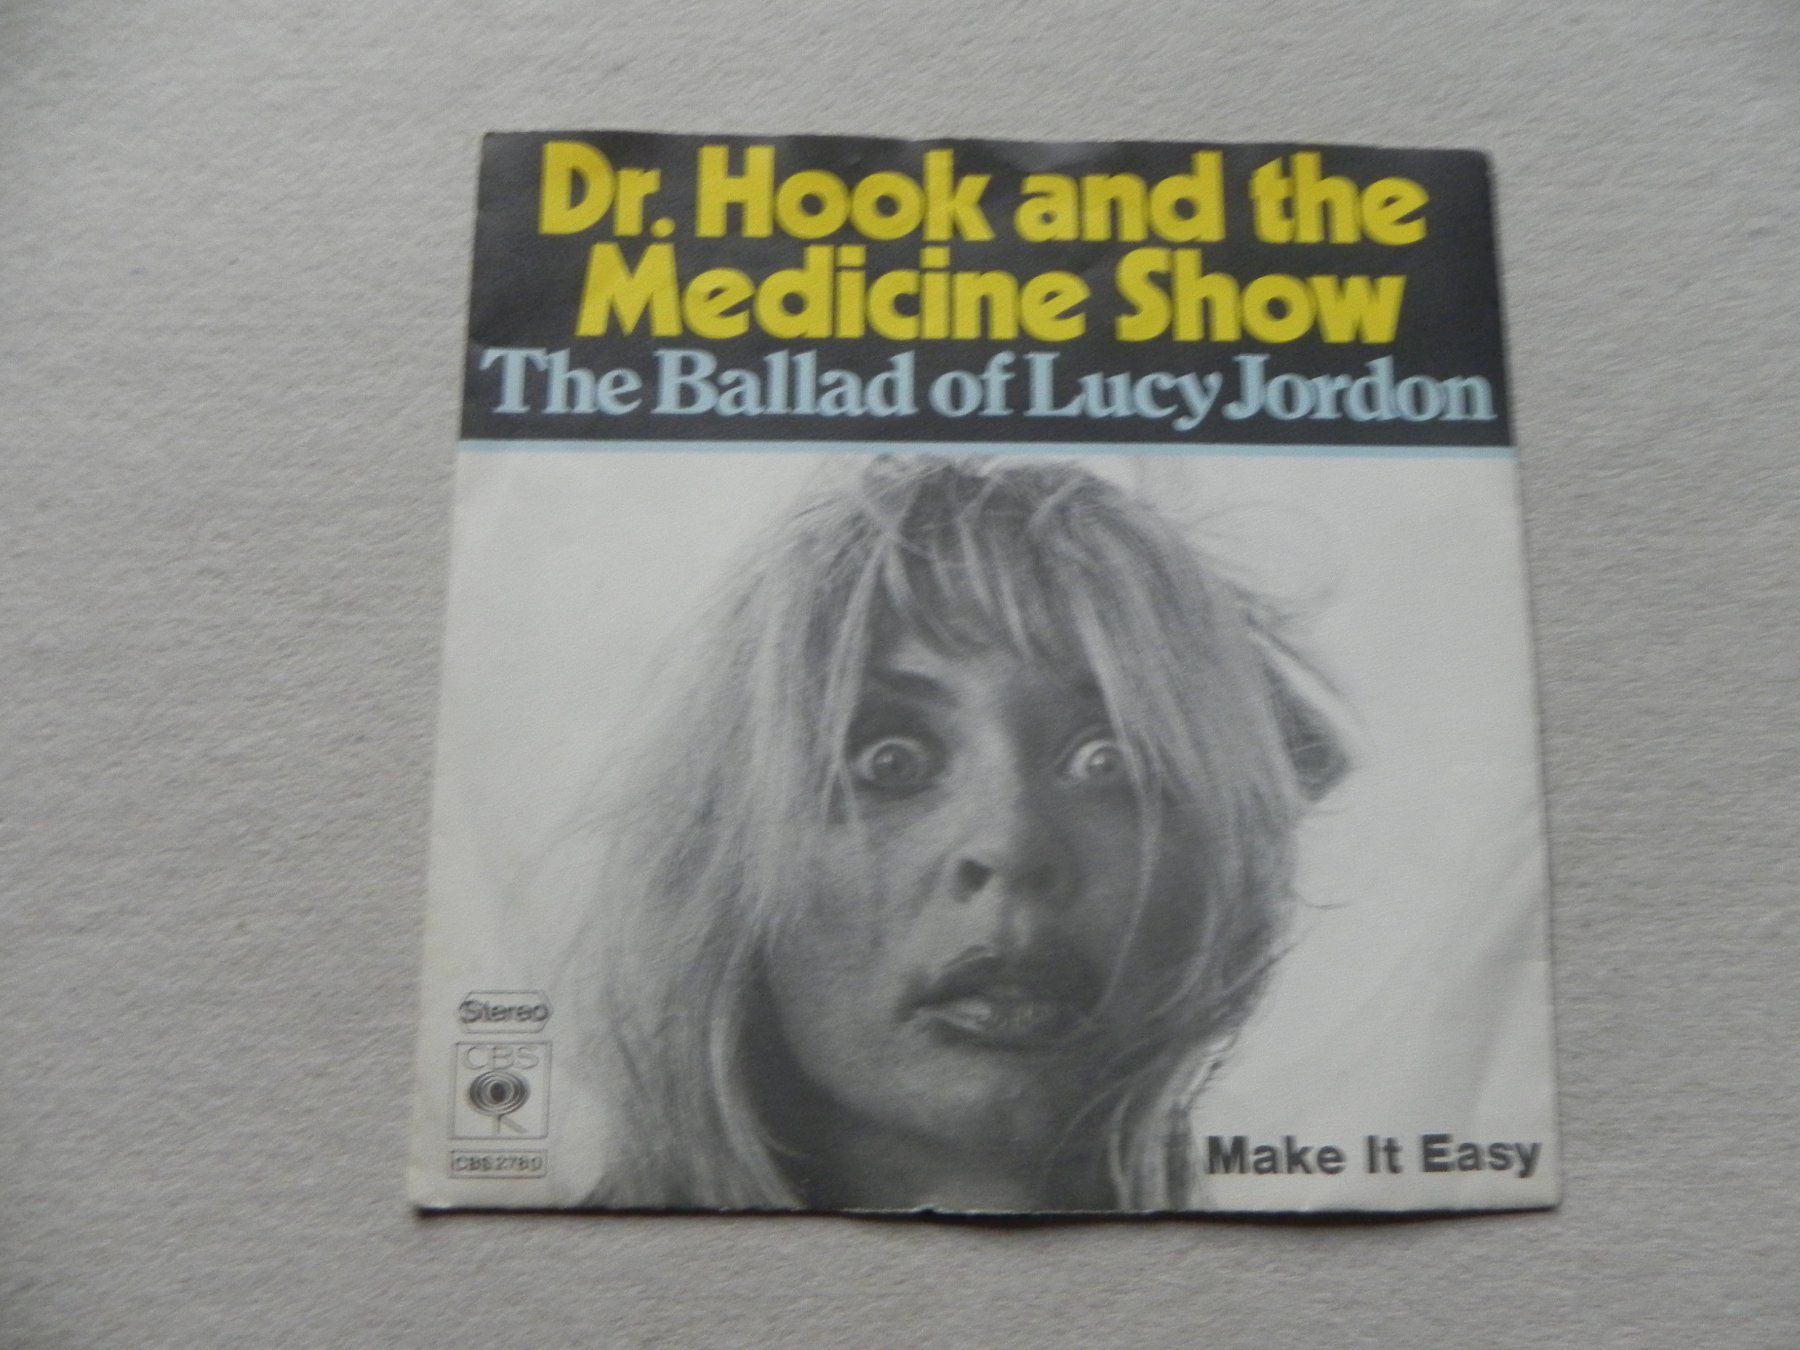 Dr. Hook and the
Medicine Show
The Ballad of Lucy Jordon
Stereo
CBS
CBS 2780
Make It Easy